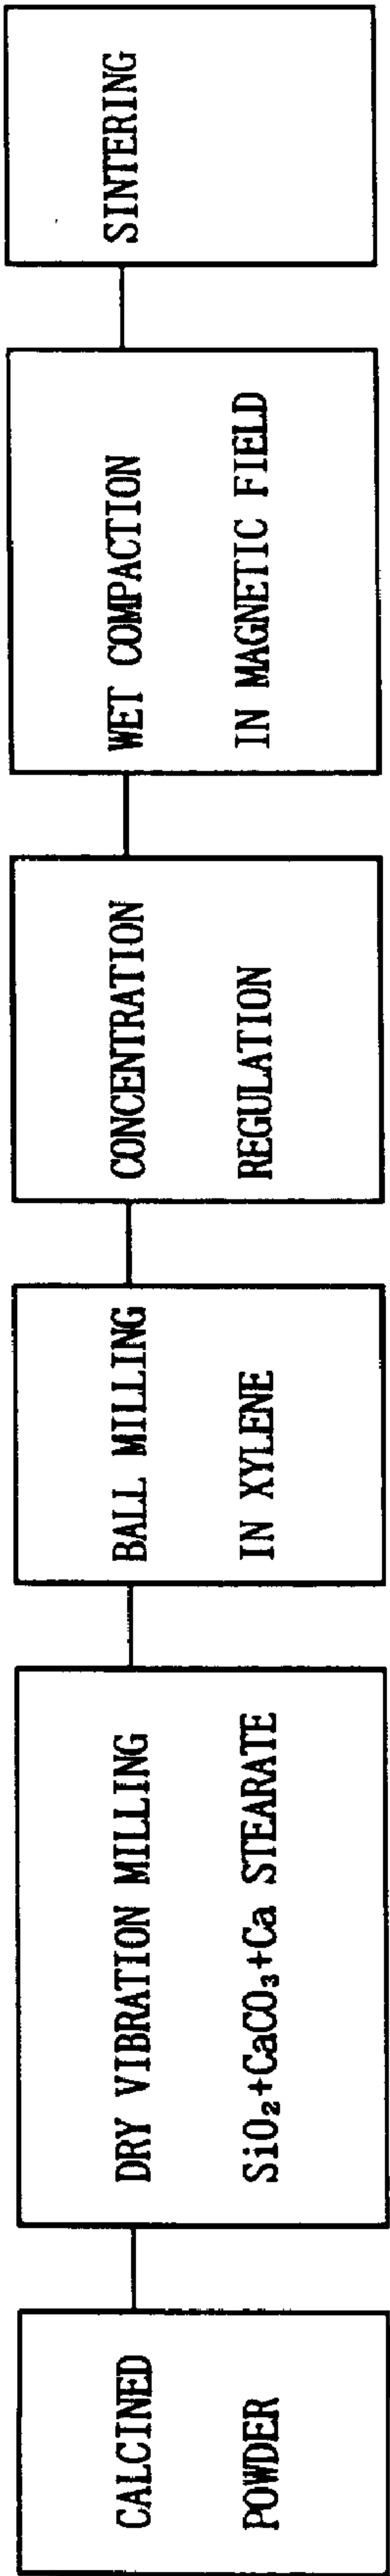 CALCINED
POWDER
DRY VIBRATION MILLING
SiO₂+CaCO₃+Ca STEARATE
BALL MILLING
IN XYLENE
CONCENTRATION
REGULATION
WET COMPACTION
IN MAGNETIC FIELD
SINTERING